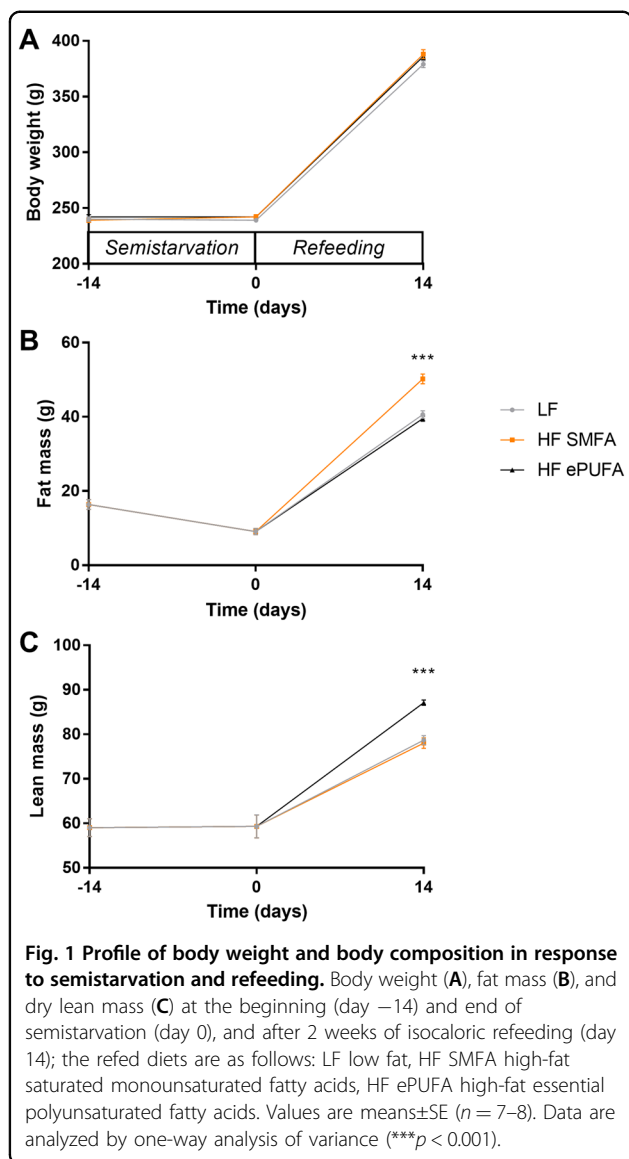 A
400
350
300
250
200
Body weight (g)
Semistarvation Refeeding
-14 0 14
Time (days)
B
60
40
20
0
Fat mass (g)
***
-14 0 14
Time (days)
LF
HF SMFA
HF ePUFA
C
100
90
80
70
60
50
Lean mass (g)
***
-14 0 14
Time (days)
Fig. 1 Profile of body weight and body composition in response
to semistarvation and refeeding. Body weight (A), fat mass (B), and
dry lean mass (C) at the beginning (day −14) and end of
semistarvation (day 0), and after 2 weeks of isocaloric refeeding (day
14); the refed diets are as follows: LF low fat, HF SMFA high-fat
saturated monounsaturated fatty acids, HF ePUFA high-fat essential
polyunsaturated fatty acids. Values are means±SE (n = 7–8). Data are
analyzed by one-way analysis of variance (***p < 0.001).